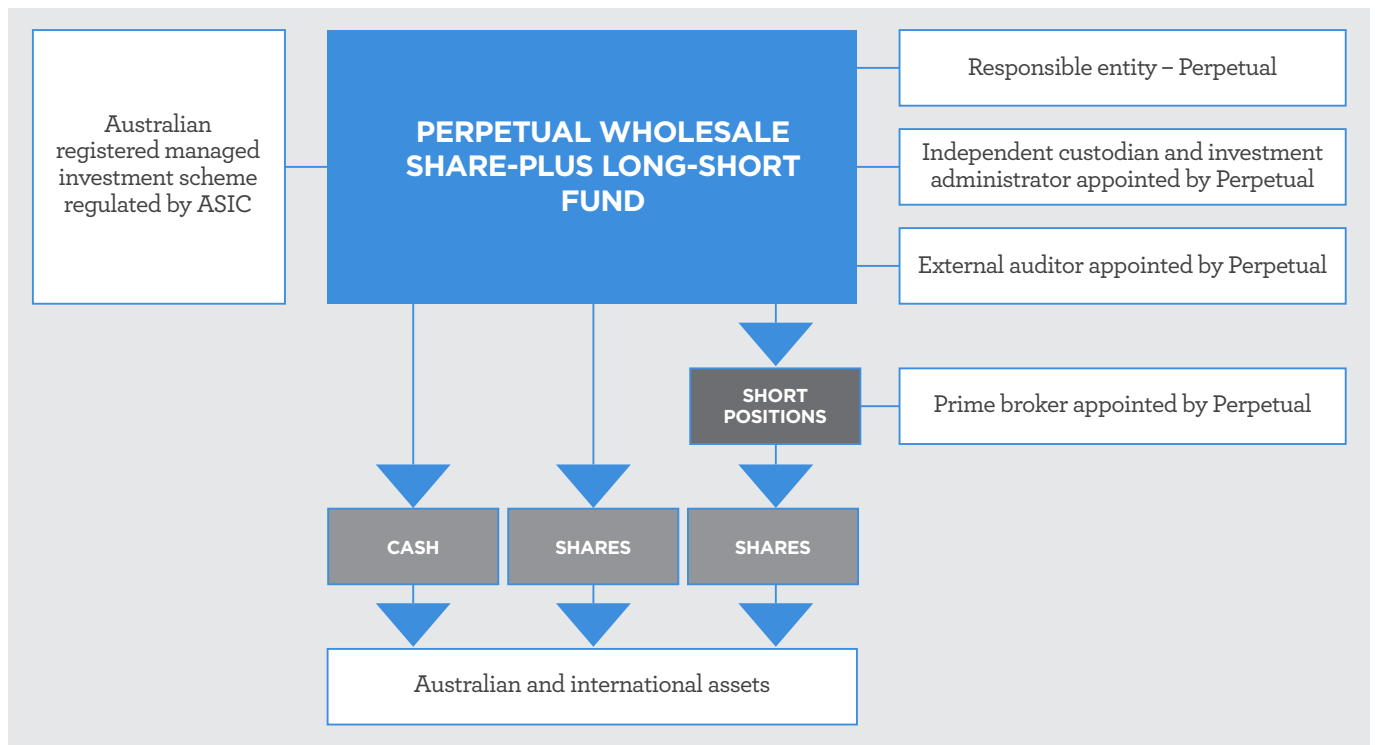 Australian
registered managed
investment scheme
regulated by ASIC
PERPETUAL WHOLESALE
SHARE-PLUS LONG-SHORT
FUND
Responsible entity – Perpetual
Independent custodian and investment
administrator appointed by Perpetual
External auditor appointed by Perpetual
SHORT
POSITIONS
Prime broker appointed by Perpetual
CASH
SHARES
SHARES
Australian and international assets